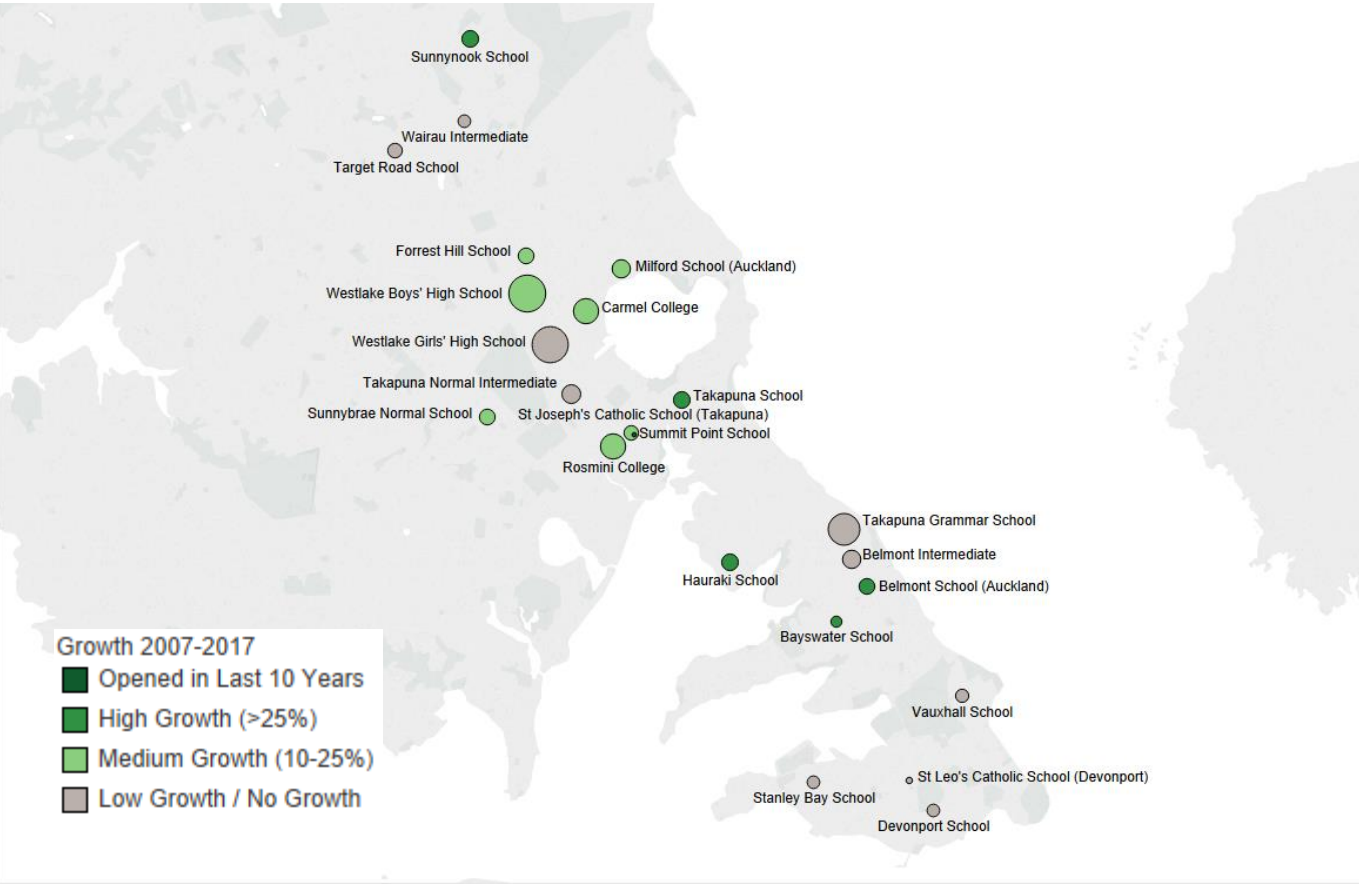 Sunnynook School
Wairau Intermediate
Target Road School
Forrest Hill School
Milford School (Auckland)
Westlake Boys' High School
Carmel College
Westlake Girls' High School
Takapuna Normal Intermediate
Takapuna School
Sunnybrae Normal School
St Joseph's Catholic School (Takapuna)
Summit Point School
Rosmini College
Takapuna Grammar School
Belmont Intermediate
Hauraki School
Belmont School (Auckland)
Bayswater School
Growth 2007-2017
Opened in Last 10 Years
High Growth (>25%)
Medium Growth (10-25%)
Low Growth / No Growth
Vauxhall School
St Leo's Catholic School (Devonport)
Stanley Bay School
Devonport School